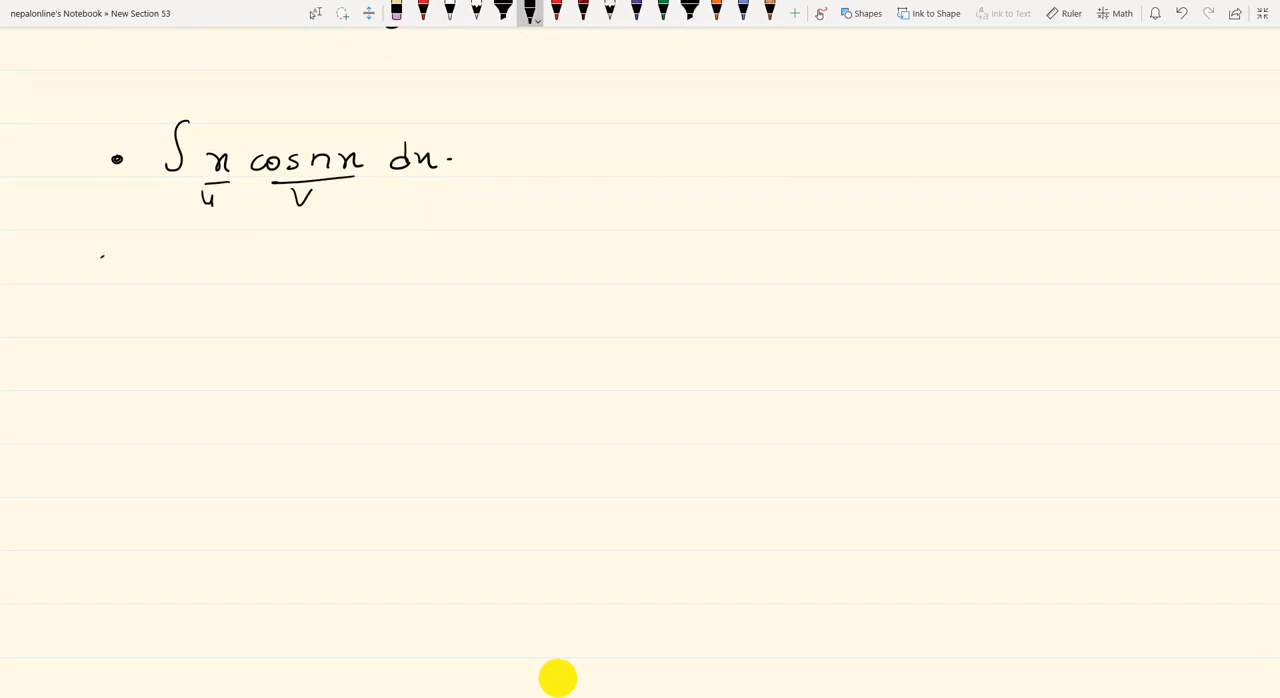 nepalonline's Notebook » New Section 53
Shapes Ink to Shape Ink to Text Ruler Math
• ∫ x cos nx dx.
u v